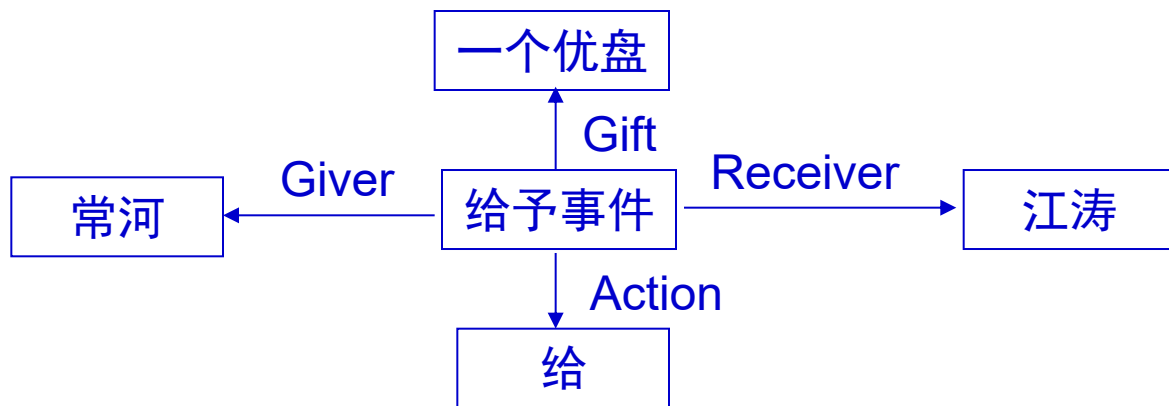 一个优盘
Gift
Giver
Receiver
常河
给予事件
江涛
Action
给